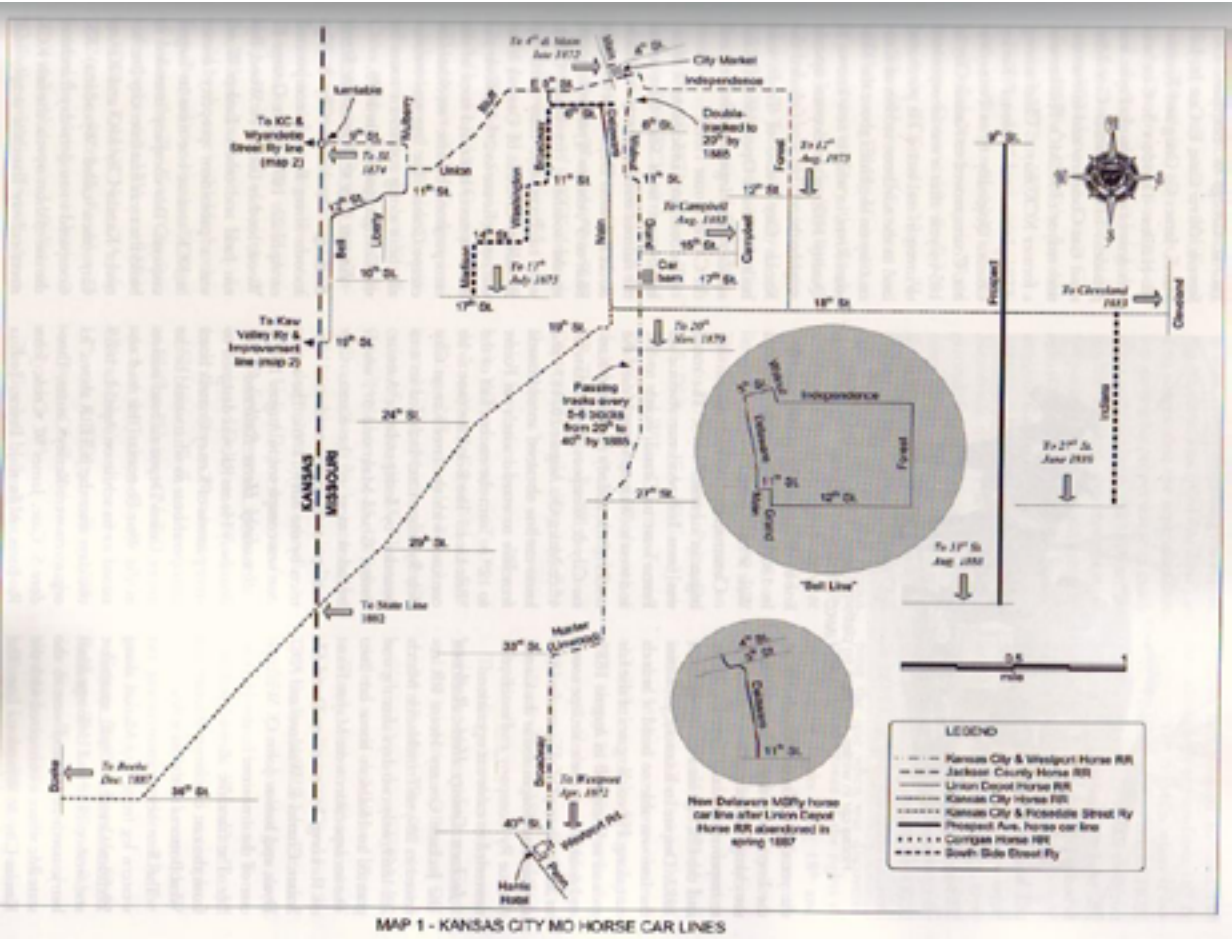 To 4th & Main
June 1872
Main
4th St.
City Market
Independence
turntable
Mulberry
Bluff
E 5th St.
Broadway
6th St.
Walnut
6th St.
Double-
tracked to
20th by
1885
Forest
To 12th
Aug. 1873
9th St.
To KC &
Wyandotte
Street Ry line
(map 2)
9th St.
To SL
1874
Union
11th St.
12th St.
Bell
Liberty
16th St.
Washington
11th St.
14th St.
Madison
To 17th
July 1873
17th St.
Main
11th St.
12th St.
To Campbell
Aug. 1888
Grand
Campbell
16th St.
Car
barn
17th St.
18th St.
Prospect
To Cleveland
1885
Cleveland
To Kaw
Valley Ry &
Improvement
line (map 2)
19th St.
19th St.
To 20th
Nov. 1879
Passing
tracks every
5-6 blocks
from 20th to
40th by 1885
24th St.
KANSAS
MISSOURI
27th St.
29th St.
Walnut
Independence
Delaware
Forest
11th St.
12th St.
Main
Grand
"Belt Line"
Indiana
To 27th St.
June 1886
To 31st St.
Aug. 1888
To State Line
1882
33rd St.
Hunter
(Linwood)
4th St.
5th St.
Delaware
11th St.
New Delaware MSRy horse
car line after Union Depot
Horse RR abandoned in
spring 1887
0.5
1
mile
Broadway
To Westport
Apr. 1872
40th St.
Westport Rd.
Penn
Harris
Hotel
36th St.
Dec. 1887
LEGEND
Kansas City & Westport Horse RR
Jackson County Horse RR
Union Depot Horse RR
Kansas City Horse RR
Kansas City & Rosedale Street Ry
Prospect Ave. horse car line
Corrigan Horse RR
South Side Street Ry
MAP 1 - KANSAS CITY MO HORSE CAR LINES